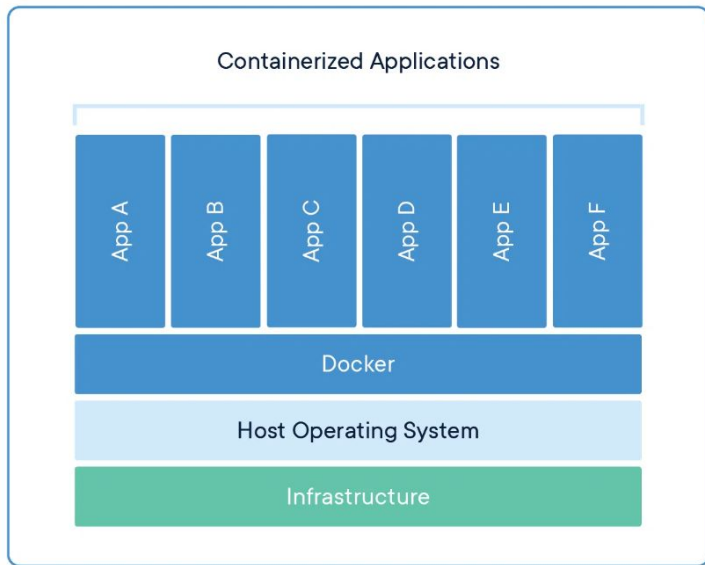 Containerized Applications
App A
App B
App C
App D
App E
App F
Docker
Host Operating System
Infrastructure